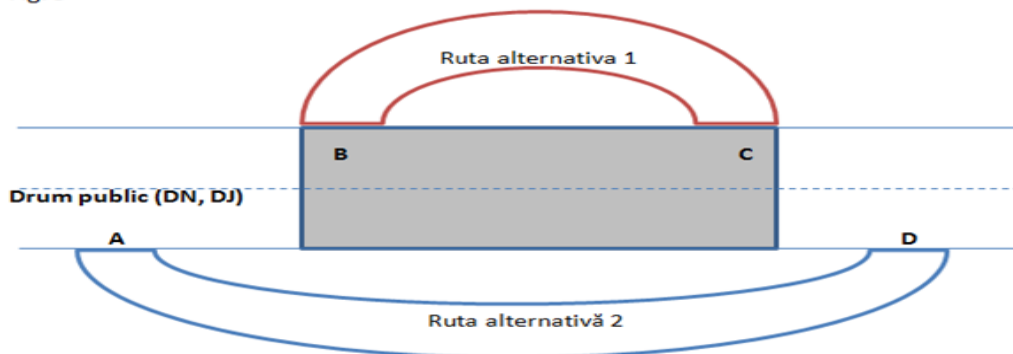 Ruta alternativa 1
B
C
Drum public (DN, DJ)
A
D
Ruta alternativă 2